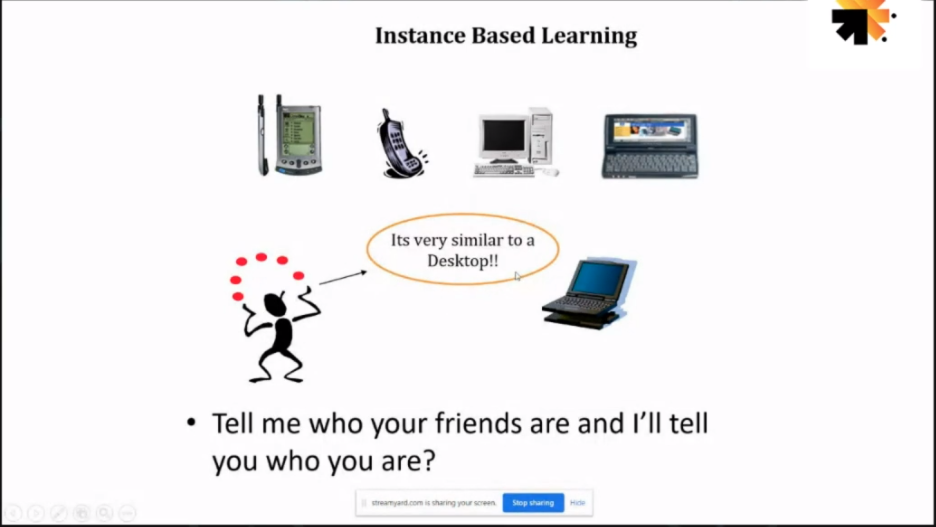 Instance Based Learning
Its very similar to a
Desktop!!
• Tell me who your friends are and I'll tell
you who you are?
streamyard.com is sharing your screen.
Stop sharing
Hide